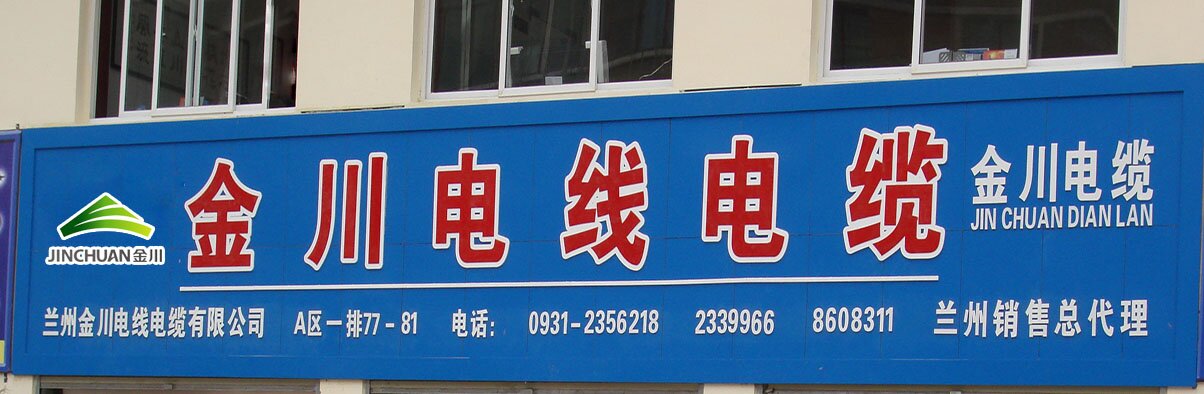 金川电线电缆
金川电缆
JIN CHUAN DIAN LAN
JINCHUAN金川
兰州金川电线电缆有限公司 A区一排77-81 电话: 0931-2356218 2339966 8608311 兰州销售总代理